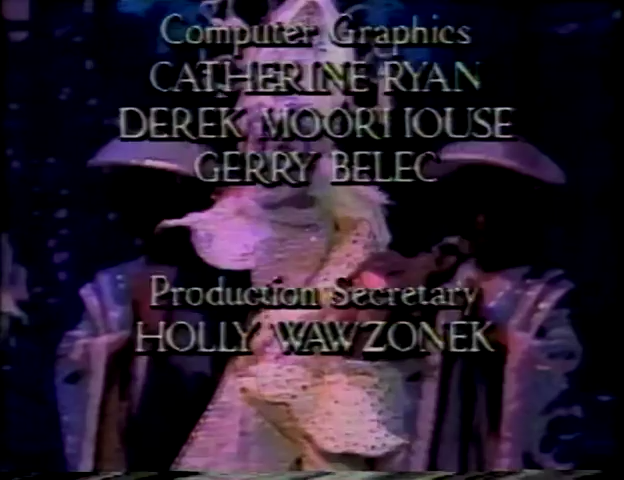 Computer Graphics
CATHERINE RYAN
DEREK MOORHOUSE
GERRY BELEC
Production Secretary
HOLLY WAWZONEK